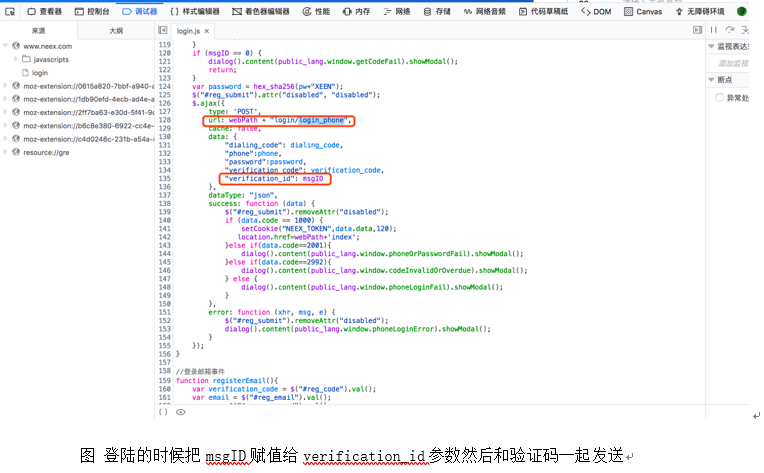 查看器 控制台 调试器 {} 样式编辑器 着色器编辑器 性能 内存 网络 存储 网络音频 代码草稿纸 DOM Canvas 无障碍环境
来源 大纲 login.js ×
www.neex.com
javascripts
login
moz-extension://0615a820-7bbf-a940-a
moz-extension://1db90efd-4ecb-ad4e-a
moz-extension://2ff7ba63-e30d-5f41-9
moz-extension://b6c8e380-6922-cc4e-
moz-extension://c4d0246c-231b-a54a-
resource://gre
119 }
120 if (msgID == 0) {
121 dialog().content(public_lang.window.getCodeFail).showModal();
122 return;
123 }
124 var password = hex_sha256(pw+"XEEN");
125 $("#reg_submit").attr("disabled", "disabled");
126 $.ajax({
127 type: 'POST',
128 url: webPath + "login/login_phone",
129 cache: false,
130 data: {
131 "dialing_code": dialing_code,
132 "phone":phone,
133 "password":password,
134 "verification_code": verification_code,
135 "verification_id": msgID
136 },
137 dataType: "json",
138 success: function (data) {
139 $("#reg_submit").removeAttr("disabled");
140 if (data.code == 1000) {
141 setCookie("NEEX_TOKEN",data.data,120);
142 location.href=webPath+'index';
143 }else if(data.code==2001){
144 dialog().content(public_lang.window.phoneOrPasswordFail).showModal();
145 }else if(data.code==2992){
146 dialog().content(public_lang.window.codeInvalidOrOverdue).showModal();
147 } else {
148 dialog().content(public_lang.window.phoneLoginFail).showModal();
149 }
150 },
151 error: function (xhr, msg, e) {
152 $("#reg_submit").removeAttr("disabled");
153 dialog().content(public_lang.window.phoneLoginError).showModal();
154 }
155 });
156 }
157
158 //登录邮箱事件
159 function registerEmail(){
160 var verification_code = $("#reg_code").val();
161 var email = $("#reg_email").val();
监视表达
添加监视
断点
异常处
{}
图 登陆的时候把 msgID 赋值给 verification_id 参数然后和验证码一起发送